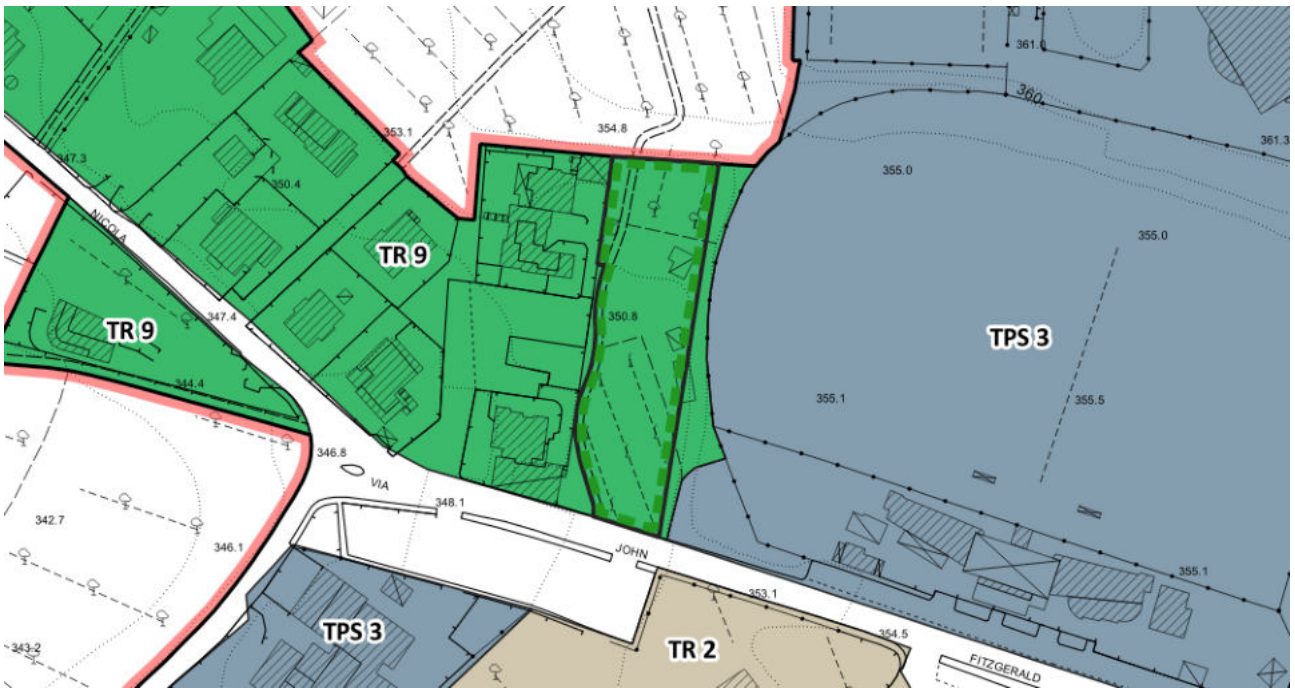 361.0
360.
361.3
353.1
354.8
347.3
350.4
355.0
NICOLA
TR 9
355.0
347.4
350.8
TR 9
TPS 3
344.4
355.1
355.5
346.8
VIA
348.1
342.7
346.1
JOHN
355.1
353.1
TPS 3
354.5
343.2
TR 2
FITZGERALD